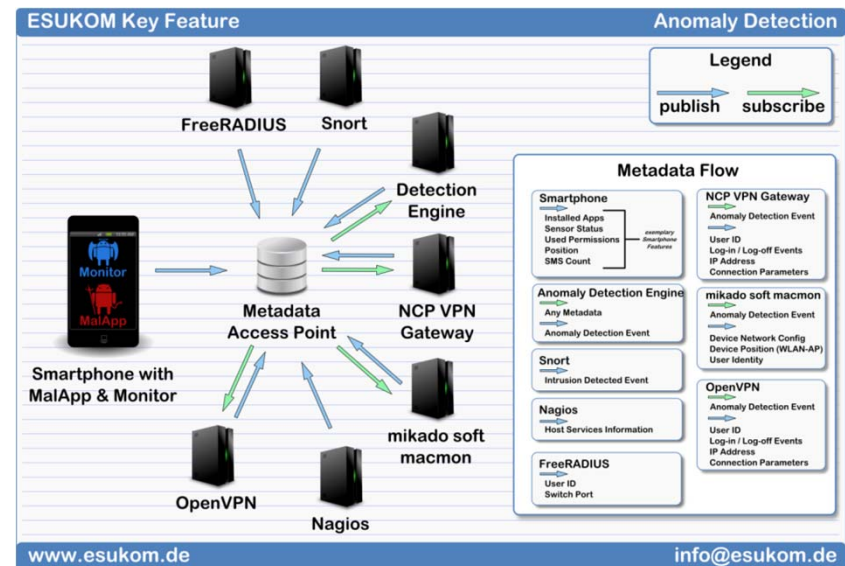 ESUKOM Key Feature
Anomaly Detection
Legend
publish subscribe
FreeRADIUS
Snort
Detection
Engine
Monitor
MalApp
Smartphone with
MalApp & Monitor
Metadata
Access Point
NCP VPN
Gateway
mikado soft
macmon
OpenVPN
Nagios
Metadata Flow
Smartphone
Installed Apps
Sensor Status
Used Permissions
Position
SMS Count
exemplary
Smartphone
Features
Anomaly Detection Engine
Any Metadata
Anomaly Detection Event
Snort
Intrusion Detected Event
Nagios
Host Services Information
FreeRADIUS
User ID
Switch Port
NCP VPN Gateway
Anomaly Detection Event
User ID
Log-in / Log-off Events
IP Address
Connection Parameters
mikado soft macmon
Anomaly Detection Event
Device Network Config
Device Position (WLAN-AP)
User Identity
OpenVPN
Anomaly Detection Event
User ID
Log-in / Log-off Events
IP Address
Connection Parameters
www.esukom.de
info@esukom.de